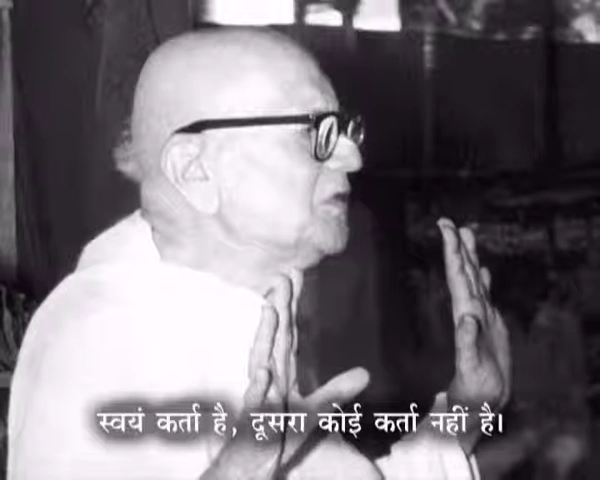 स्वयं कर्ता है, दूसरा कोई कर्ता नहीं है।